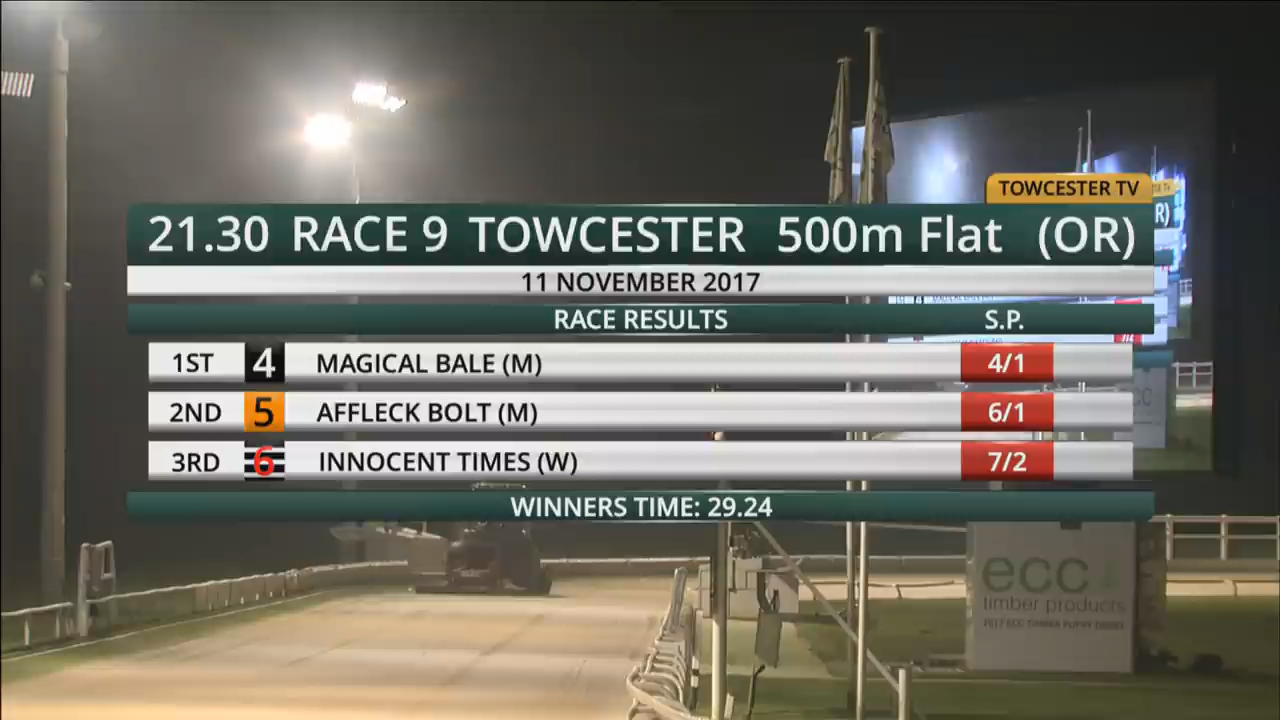 TOWCESTER TV
21.30 RACE 9 TOWCESTER 500m Flat (OR)
11 NOVEMBER 2017
RACE RESULTS S.P.
1ST 4 MAGICAL BALE (M) 4/1
2ND 5 AFFLECK BOLT (M) 6/1
3RD 6 INNOCENT TIMES (W) 7/2
WINNERS TIME: 29.24
ecc
timber products